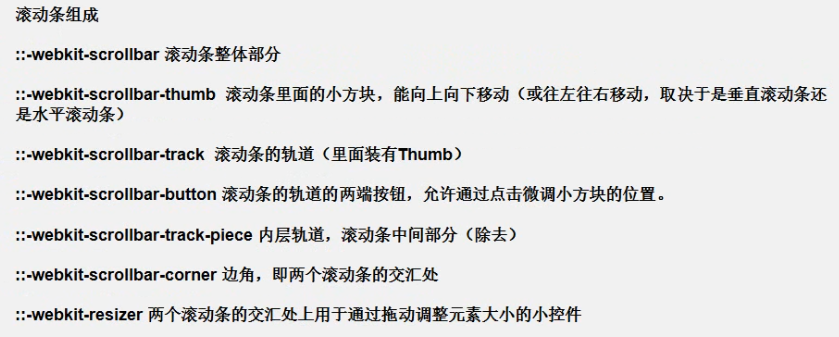 滚动条组成
::-webkit-scrollbar 滚动条整体部分
::-webkit-scrollbar-thumb  滚动条里面的小方块，能向上向下移动（或往左往右移动，取决于是垂直滚动条还
是水平滚动条）
::-webkit-scrollbar-track  滚动条的轨道（里面装有Thumb）
::-webkit-scrollbar-button 滚动条的轨道的两端按钮，允许通过点击微调小方块的位置。
::-webkit-scrollbar-track-piece 内层轨道，滚动条中间部分（除去）
::-webkit-scrollbar-corner 边角，即两个滚动条的交汇处
::-webkit-resizer 两个滚动条的交汇处上用于通过拖动调整元素大小的小控件